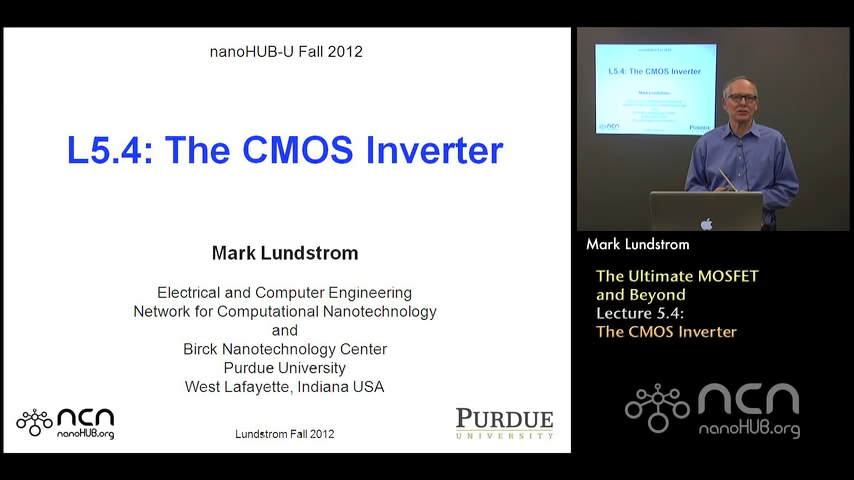 nanoHUB-U Fall 2012
L5.4: The CMOS Inverter
Mark Lundstrom
Electrical and Computer Engineering
Network for Computational Nanotechnology
and
Birck Nanotechnology Center
Purdue University
West Lafayette, Indiana USA
ncn
nanoHUB.org
Lundstrom Fall 2012
PURDUE
UNIVERSITY
L5.4: The CMOS Inverter
Mark Lundstrom
The Ultimate MOSFET
and Beyond
Lecture 5.4:
The CMOS Inverter
ncn
nanoHUB.org